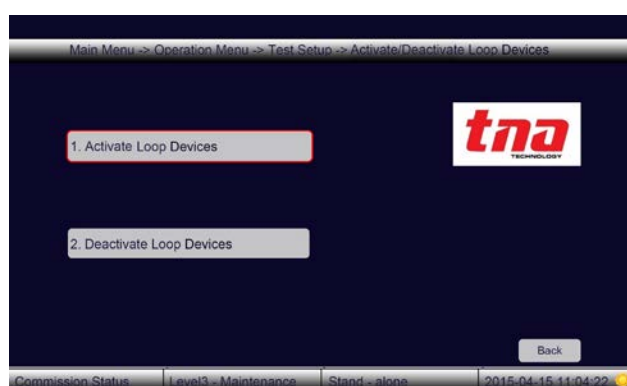 Main Menu -> Operation Menu -> Test Setup -> Activate/Deactivate Loop Devices
tna
TECHNOLOGY
1. Activate Loop Devices
2. Deactivate Loop Devices
Back
Commission Status Level3 - Maintenance Stand - alone 2015-04-15 11:04:22